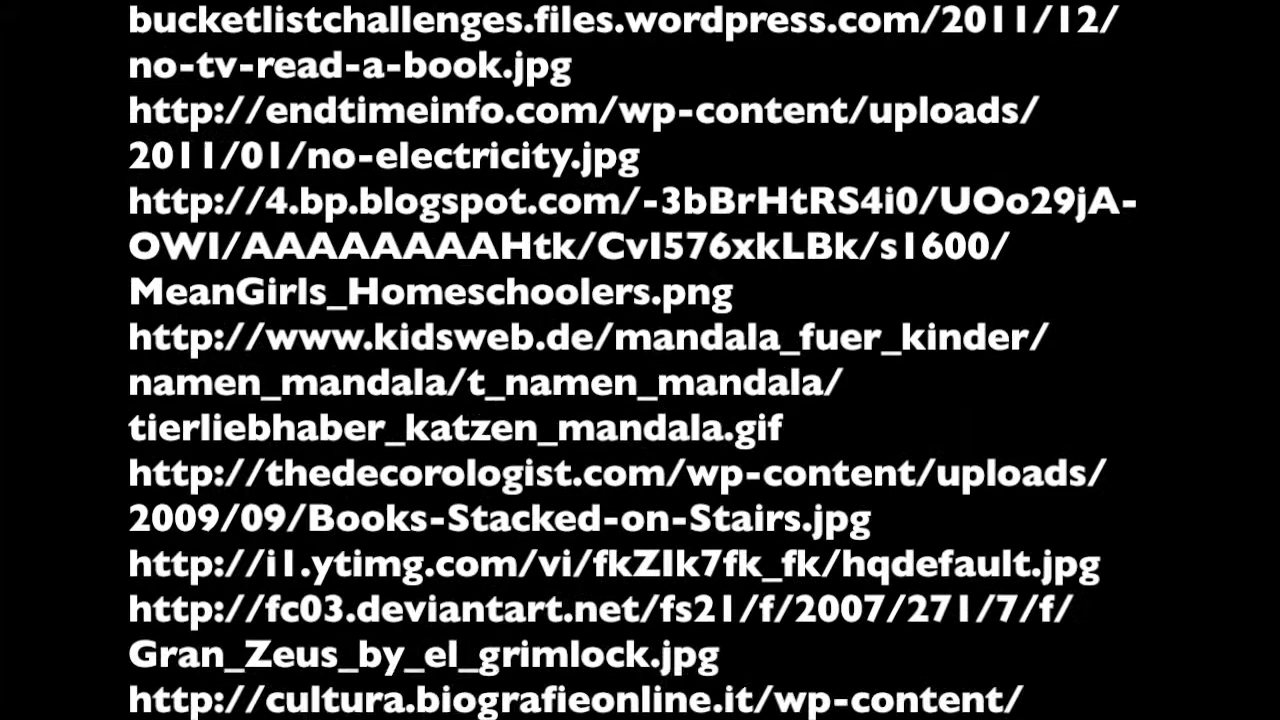 bucketlistchallenges.files.wordpress.com/2011/12/
no-tv-read-a-book.jpg
http://endtimeinfo.com/wp-content/uploads/
2011/01/no-electricity.jpg
http://4.bp.blogspot.com/-3bBrHtRS4i0/UOo29jA-
OWI/AAAAAAAAHtk/CvI576xkLBk/s1600/
MeanGirls_Homeschoolers.png
http://www.kidsweb.de/mandala_fuer_kinder/
namen_mandala/t_namen_mandala/
tierliebhaber_katzen_mandala.gif
http://thedecorologist.com/wp-content/uploads/
2009/09/Books-Stacked-on-Stairs.jpg
http://i1.ytimg.com/vi/fkZIk7fk_fk/hqdefault.jpg
http://fc03.deviantart.net/fs21/f/2007/271/7/f/
Gran_Zeus_by_el_grimlock.jpg
http://cultura.biografieonline.it/wp-content/